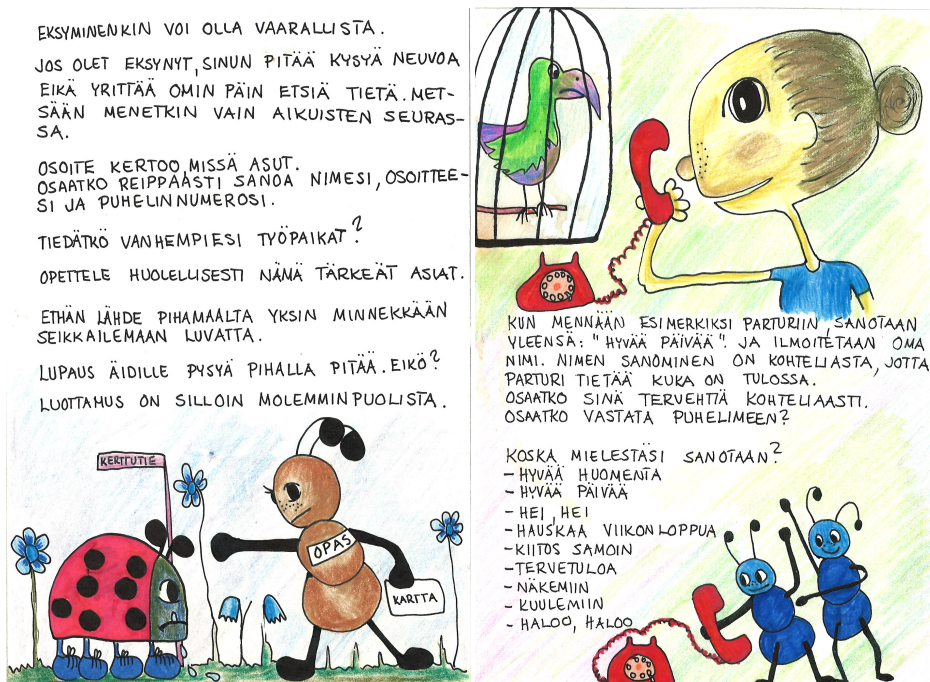 EKSYMINENKIN VOI OLLA VAARALLISTA.
JOS OLET EKSYNYT, SINUN PITÄÄ KYSYÄ NEUVOA
EIKÄ YRITTÄÄ OMIN PÄIN ETSIÄ TIETÄ. MET-
SÄÄN MENETKIN VAIN AIKUISTEN SEURAS-
SA.
OSOITE KERTOO, MISSÄ ASUT.
OSAATKO REIPPAASTI SANOA NIMESI, OSOITTEE-
SI JA PUHELINNUMEROSI.
TIEDÄTKÖ VANHEMPIESI TYÖPAIKAT?
OPETTELE HUOLELLISESTI NÄMÄ TÄRKEÄT ASIAT.
ETHÄN LÄHDE PIHAMAALTA YKSIN MINNEKKÄÄN
SEIKKAILEMAAN LUVATTA.
LUPAUS ÄIDILLE PYSYÄ PIHALLA PITÄÄ. EIKÖ?
LUOTTAMUS ON SILLOIN MOLEMMINPUOLISTA.
KERTTUTIE
OPAS
KARTTA
KUN MENNÄÄN ESIMERKIKSI PARTURIIN, SANOTAAN
YLEENSÄ: "HYVÄÄ PÄIVÄÄ". JA ILMOITETAAN OMA
NIMI. NIMEN SANOMINEN ON KOHTELIASTA, JOTTA
PARTURI TIETÄÄ KUKA ON TULOSSA.
OSAATKO SINÄ TERVEHTIÄ KOHTELIAASTI.
OSAATKO VASTATA PUHELIMEEN?
KOSKA MIELESTÄSI SANOTAAN?
- HYVÄÄ HUOMENTA
- HYVÄÄ PÄIVÄÄ
- HEI, HEI
- HAUSKAA VIIKONLOPPUA
- KIITOS SAMOIN
- TERVETULOA
- NÄKEMIIN
- KUULEMIIN
- HALOO, HALOO